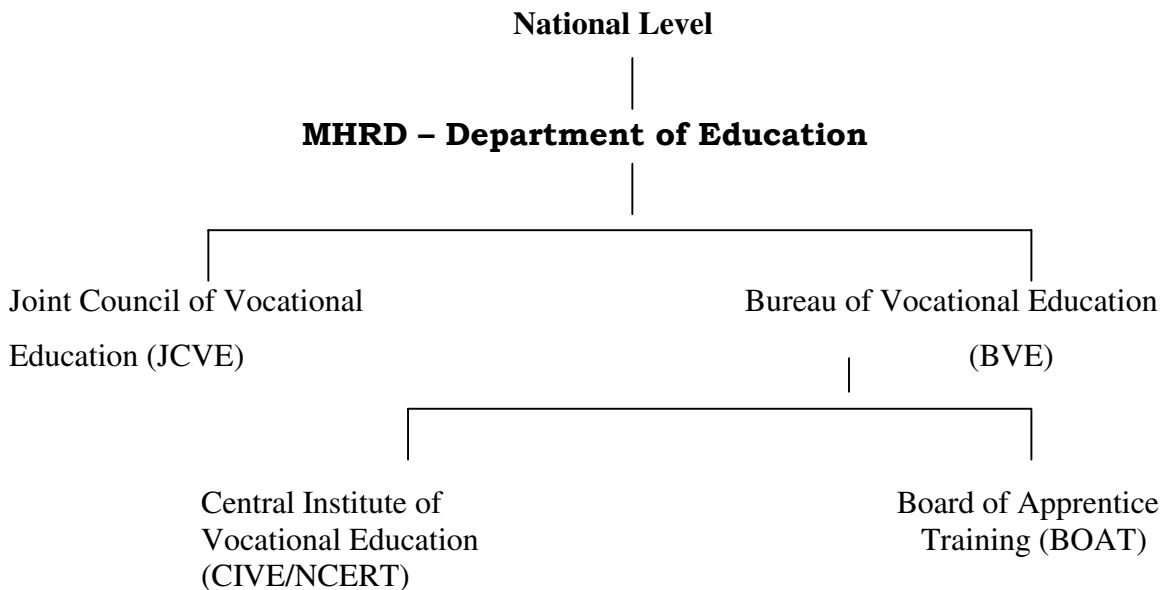 National Level
MHRD – Department of Education
Joint Council of Vocational
Education (JCVE)
Bureau of Vocational Education
(BVE)
Central Institute of
Vocational Education
(CIVE/NCERT)
Board of Apprentice
Training (BOAT)